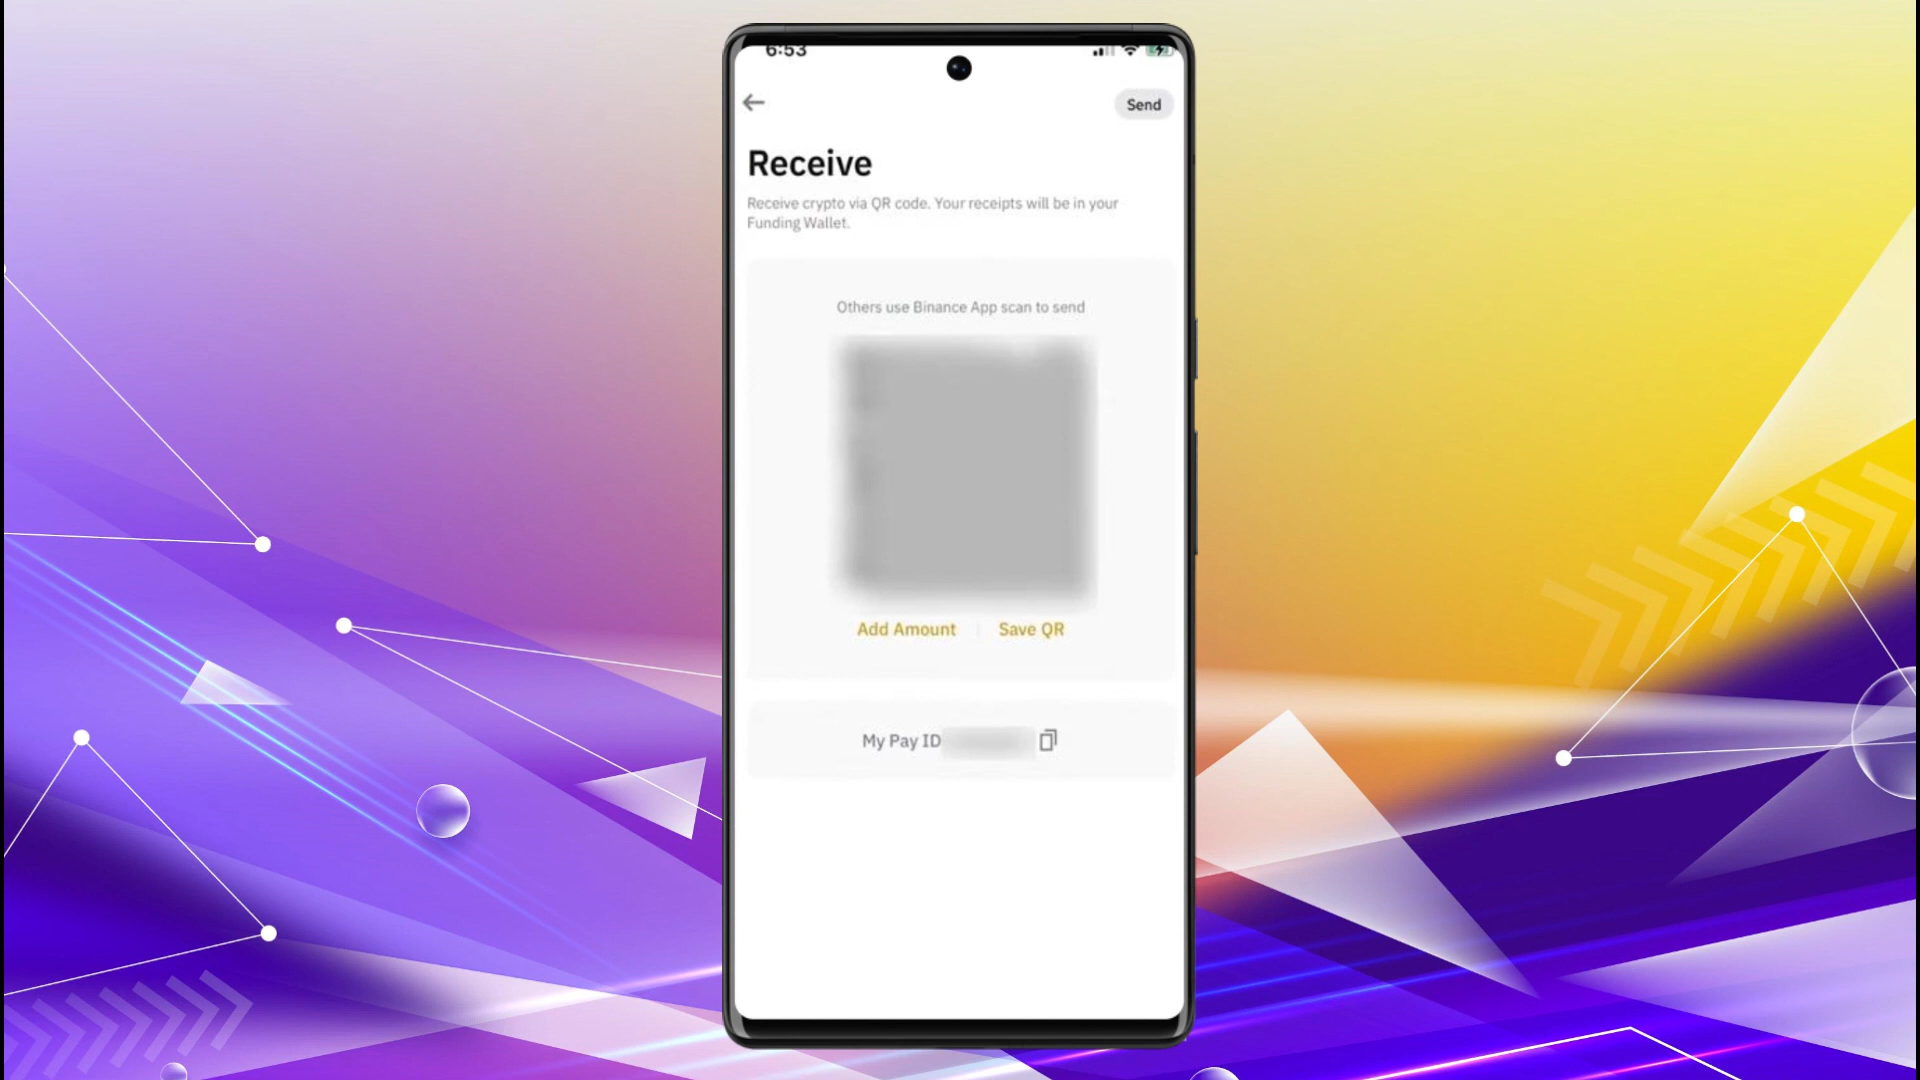 6:53
Send
Receive
Receive crypto via QR code. Your receipts will be in your
Funding Wallet.
Others use Binance App scan to send
Add Amount
Save QR
My Pay ID